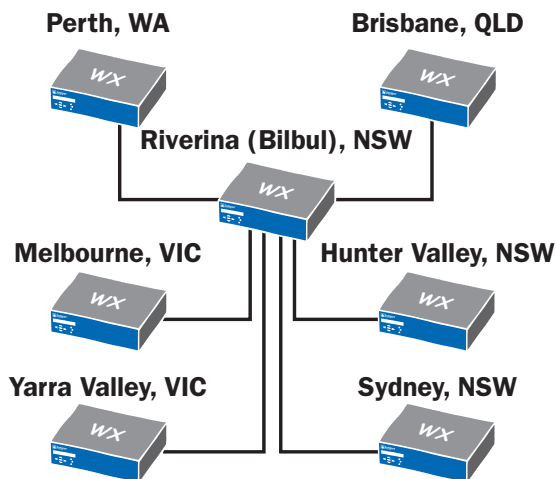 Perth, WA
Brisbane, QLD
WX
WX
Riverina (Bilbul), NSW
WX
Melbourne, VIC
Hunter Valley, NSW
WX
WX
Yarra Valley, VIC
Sydney, NSW
WX
WX